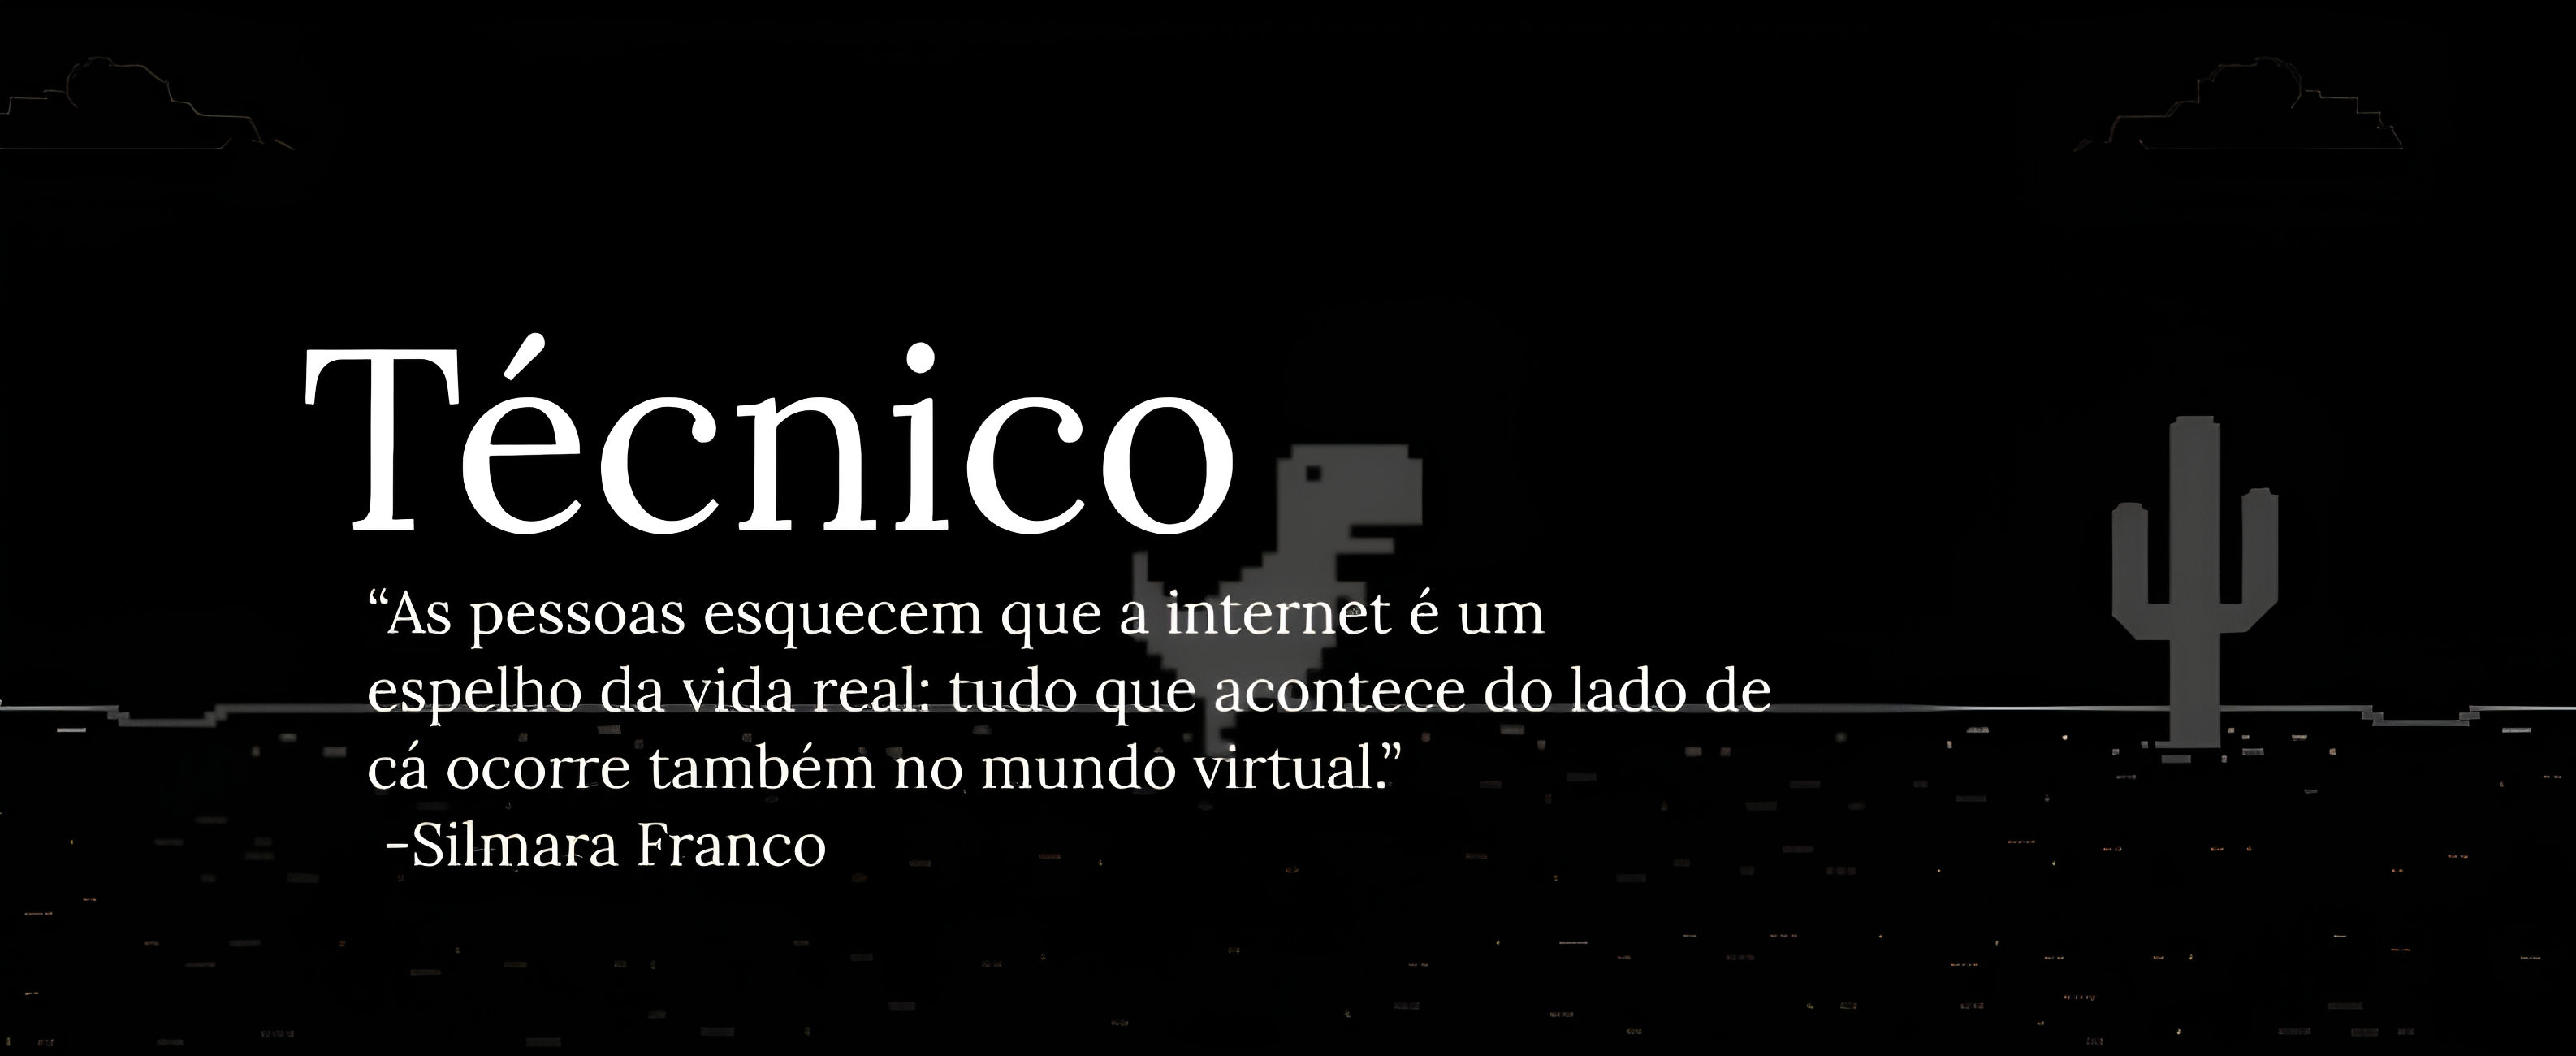 Técnico
“As pessoas esquecem que a internet é um
espelho da vida real: tudo que acontece do lado de
cá ocorre também no mundo virtual.”
-Silmara Franco